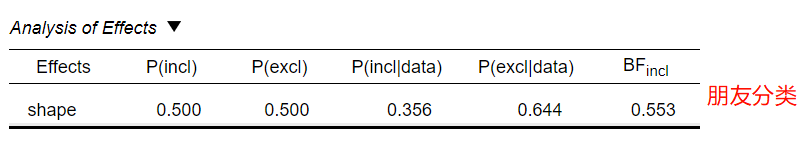 Analysis of Effects ▼
Effects P(incl) P(excl) P(incl|data) P(excl|data) BFincl
shape 0.500 0.500 0.356 0.644 0.553
朋友分类